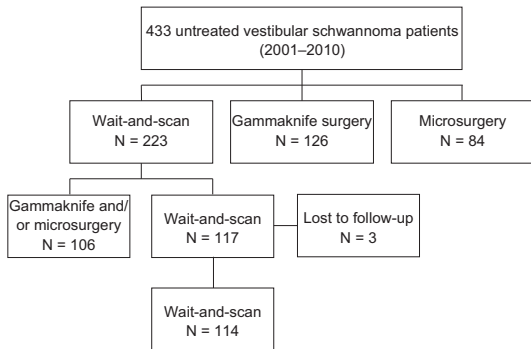 433 untreated vestibular schwannoma patients
(2001–2010)
Wait-and-scan
N = 223
Gammaknife surgery
N = 126
Microsurgery
N = 84
Gammaknife and/
or microsurgery
N = 106
Wait-and-scan
N = 117
Lost to follow-up
N = 3
Wait-and-scan
N = 114